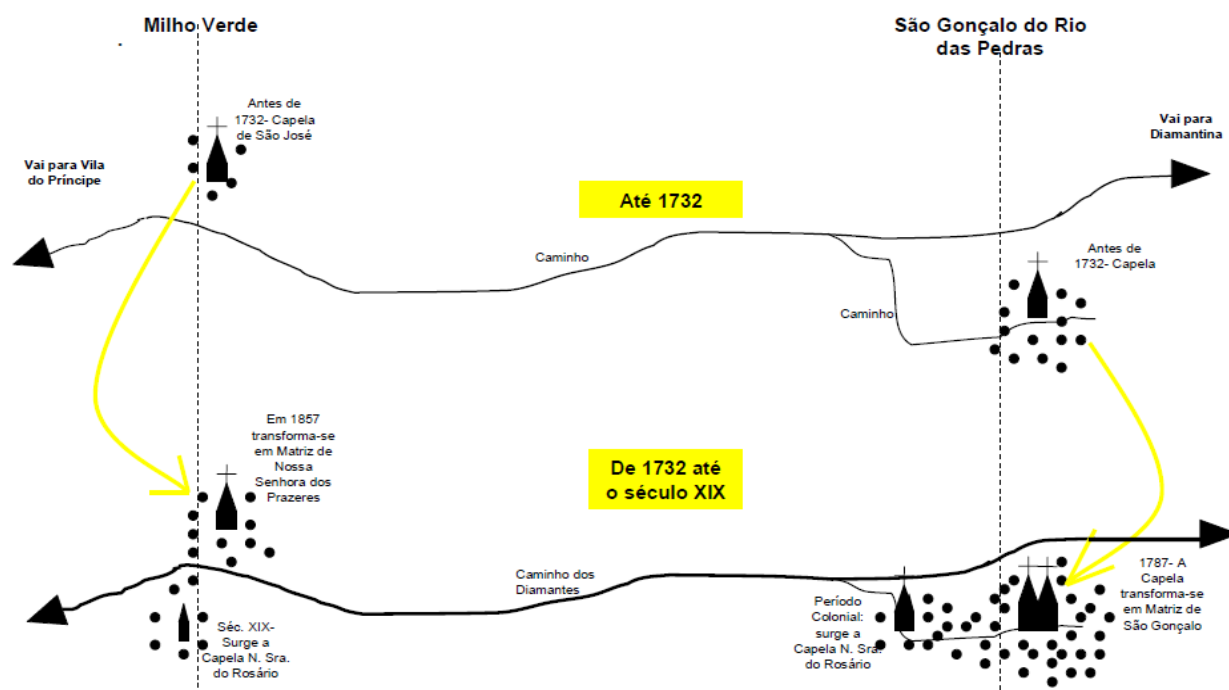 Milho Verde
São Gonçalo do Rio
das Pedras
Antes de
1732- Capela
de São José
Vai para Vila
do Príncipe
Vai para
Diamantina
Até 1732
Caminho
Antes de
1732- Capela
Caminho
Em 1857
transforma-se
em Matriz de
Nossa
Senhora dos
Prazeres
De 1732 até
o século XIX
Caminho dos
Diamantes
Período
Colonial:
surge a
Capela N. Sra.
do Rosário
1787- A
Capela
transforma-se
em Matriz de
São Gonçalo
Séc. XIX-
Surge a
Capela N. Sra.
do Rosário